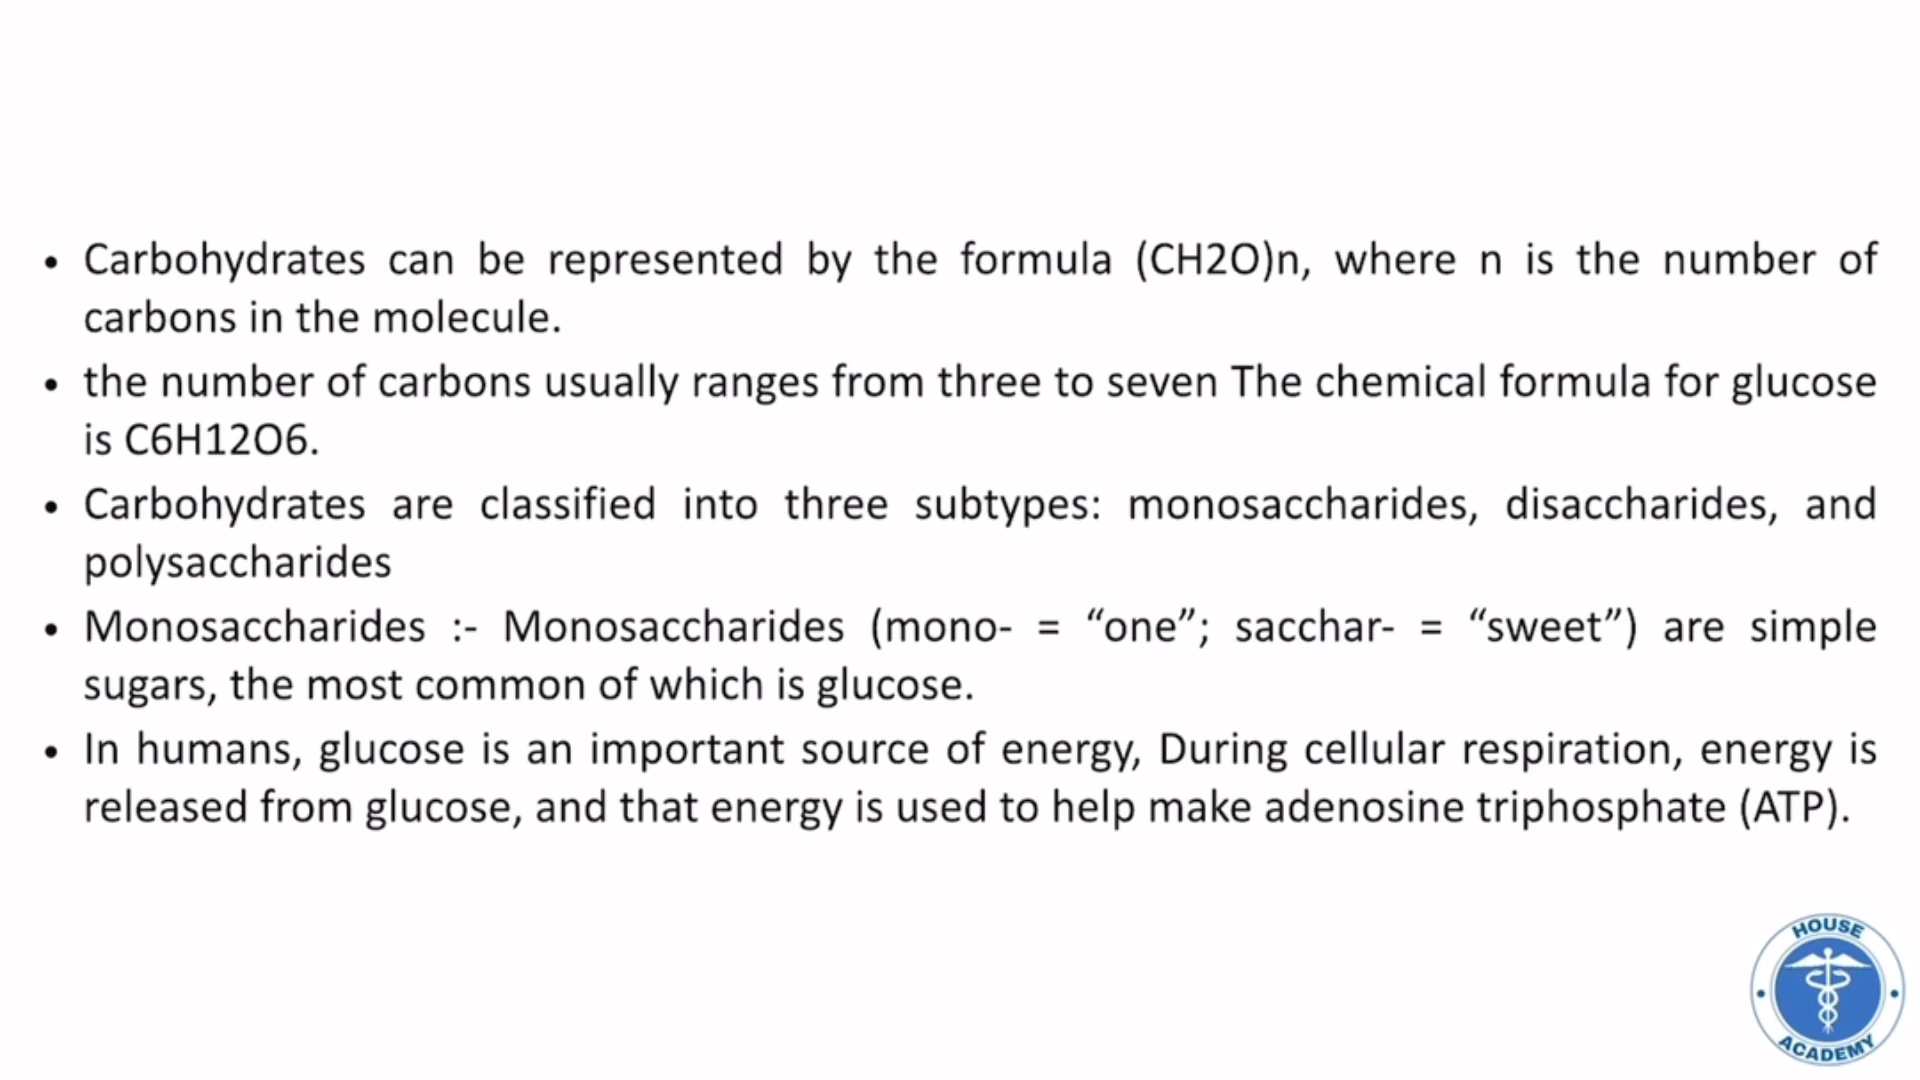 • Carbohydrates can be represented by the formula (CH2O)n, where n is the number of
carbons in the molecule.
• the number of carbons usually ranges from three to seven The chemical formula for glucose
is C6H12O6.
• Carbohydrates are classified into three subtypes: monosaccharides, disaccharides, and
polysaccharides
• Monosaccharides :- Monosaccharides (mono- = “one”; sacchar- = “sweet”) are simple
sugars, the most common of which is glucose.
• In humans, glucose is an important source of energy, During cellular respiration, energy is
released from glucose, and that energy is used to help make adenosine triphosphate (ATP).
HOUSE
ACADEMY